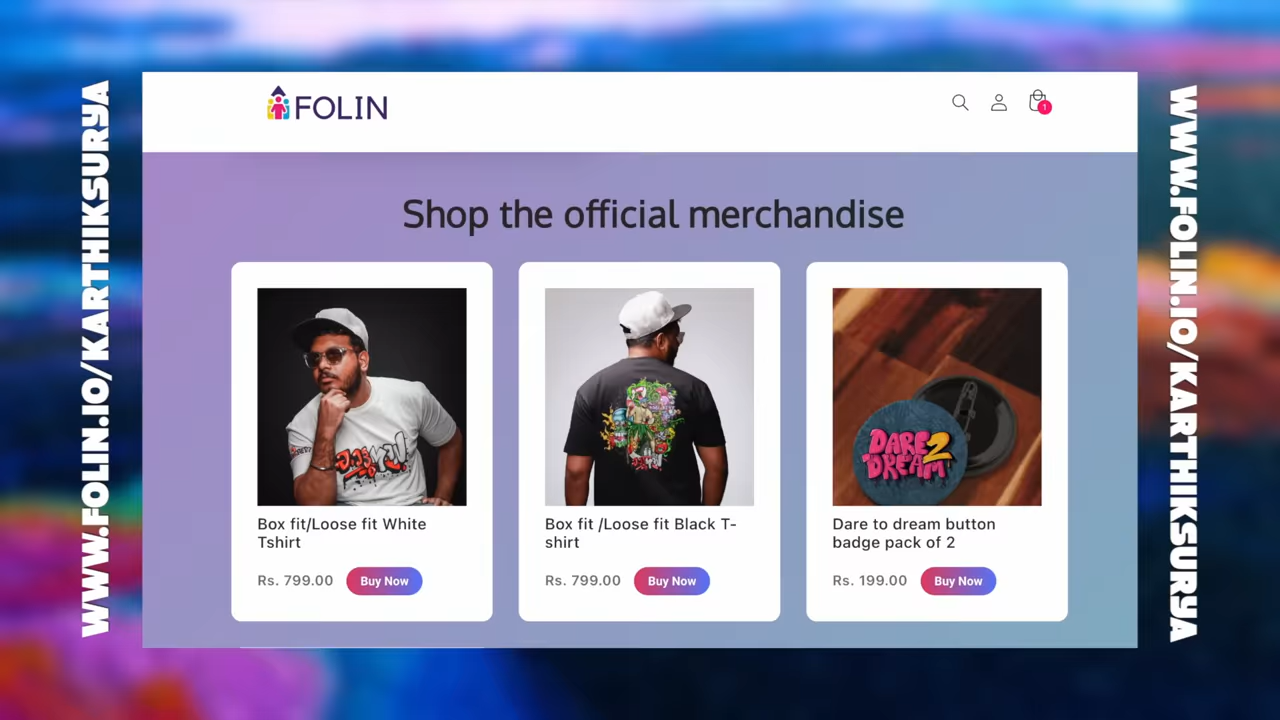 WWW.FOLIN.IO/KARTHIKSURYA
FOLIN
1
Shop the official merchandise
DARE 2
DREAM
Box fit/Loose fit White
Tshirt
Rs. 799.00
Buy Now
Box fit /Loose fit Black T-
shirt
Rs. 799.00
Buy Now
Dare to dream button
badge pack of 2
Rs. 199.00
Buy Now
WWW.FOLIN.IO/KARTHIKSURYA